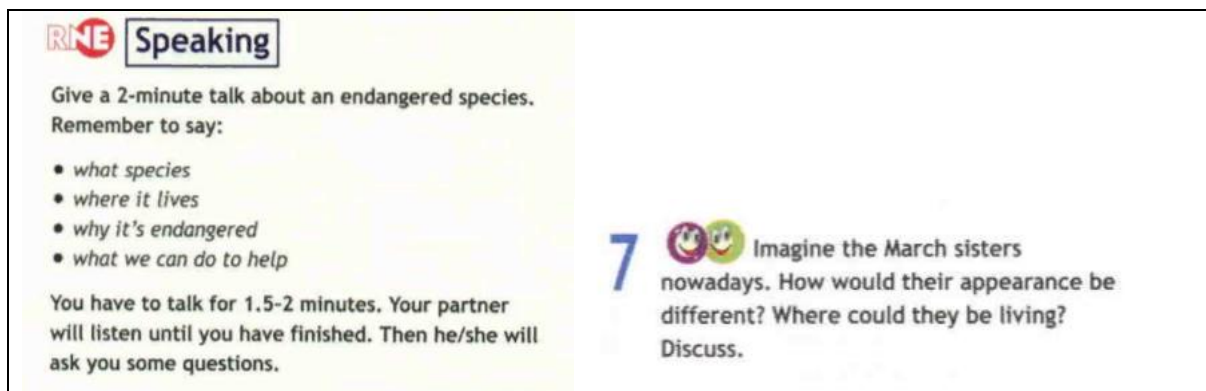 RNE Speaking
Give a 2-minute talk about an endangered species.
Remember to say:
• what species
• where it lives
• why it's endangered
• what we can do to help
You have to talk for 1.5-2 minutes. Your partner
will listen until you have finished. Then he/she will
ask you some questions.
7 Imagine the March sisters
nowadays. How would their appearance be
different? Where could they be living?
Discuss.